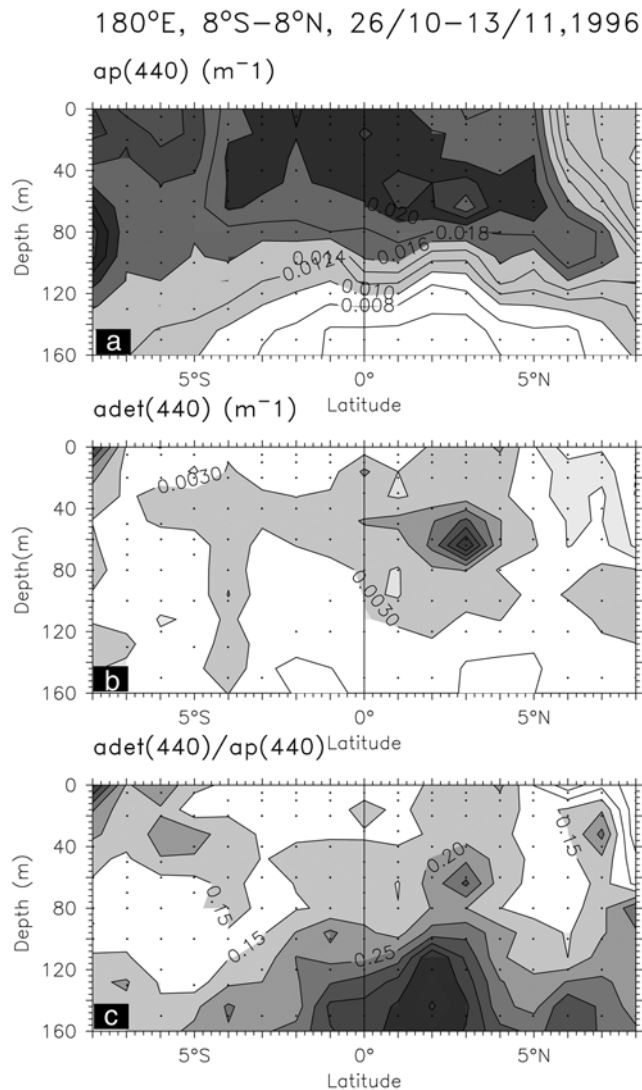 180°E, 8°S–8°N, 26/10–13/11,1996
ap(440) (m⁻1)
0
40
80
120
160
Depth (m)
0.020
0.018
0.016
0.0124
0.010
0.008
a
5°S
0°
5°N
Latitude
adet(440) (m⁻1)
0
40
80
120
160
Depth(m)
0.0030
0.0030
b
5°S
0°
5°N
Latitude
adet(440)/ap(440)
0
40
80
120
160
Depth (m)
0.20
0.15
0.15
0.15
0.25
c
5°S
0°
5°N
Latitude